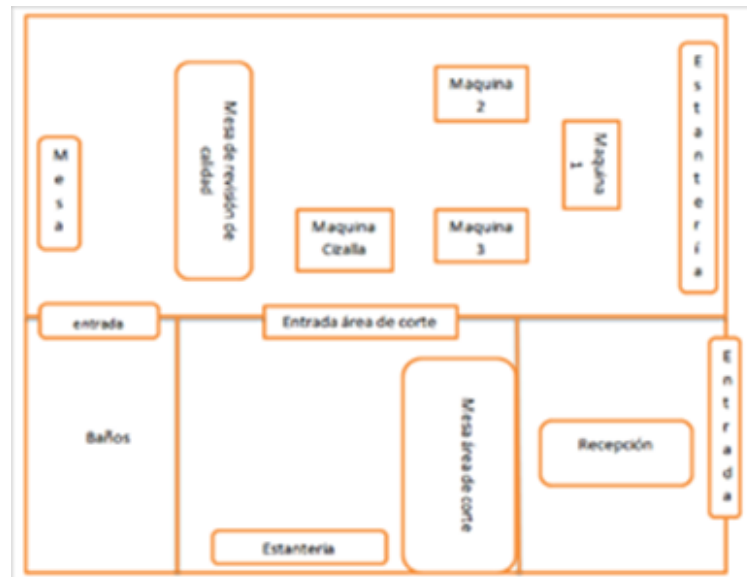 Maquina
2
Estantería
Maquina
1
Mesa de revisión de
calidad
Mesa
Maquina
Cizalla
Maquina
3
entrada
Entrada área de corte
Entrada
Mesa área de corte
Baños
Recepción
Estanteria